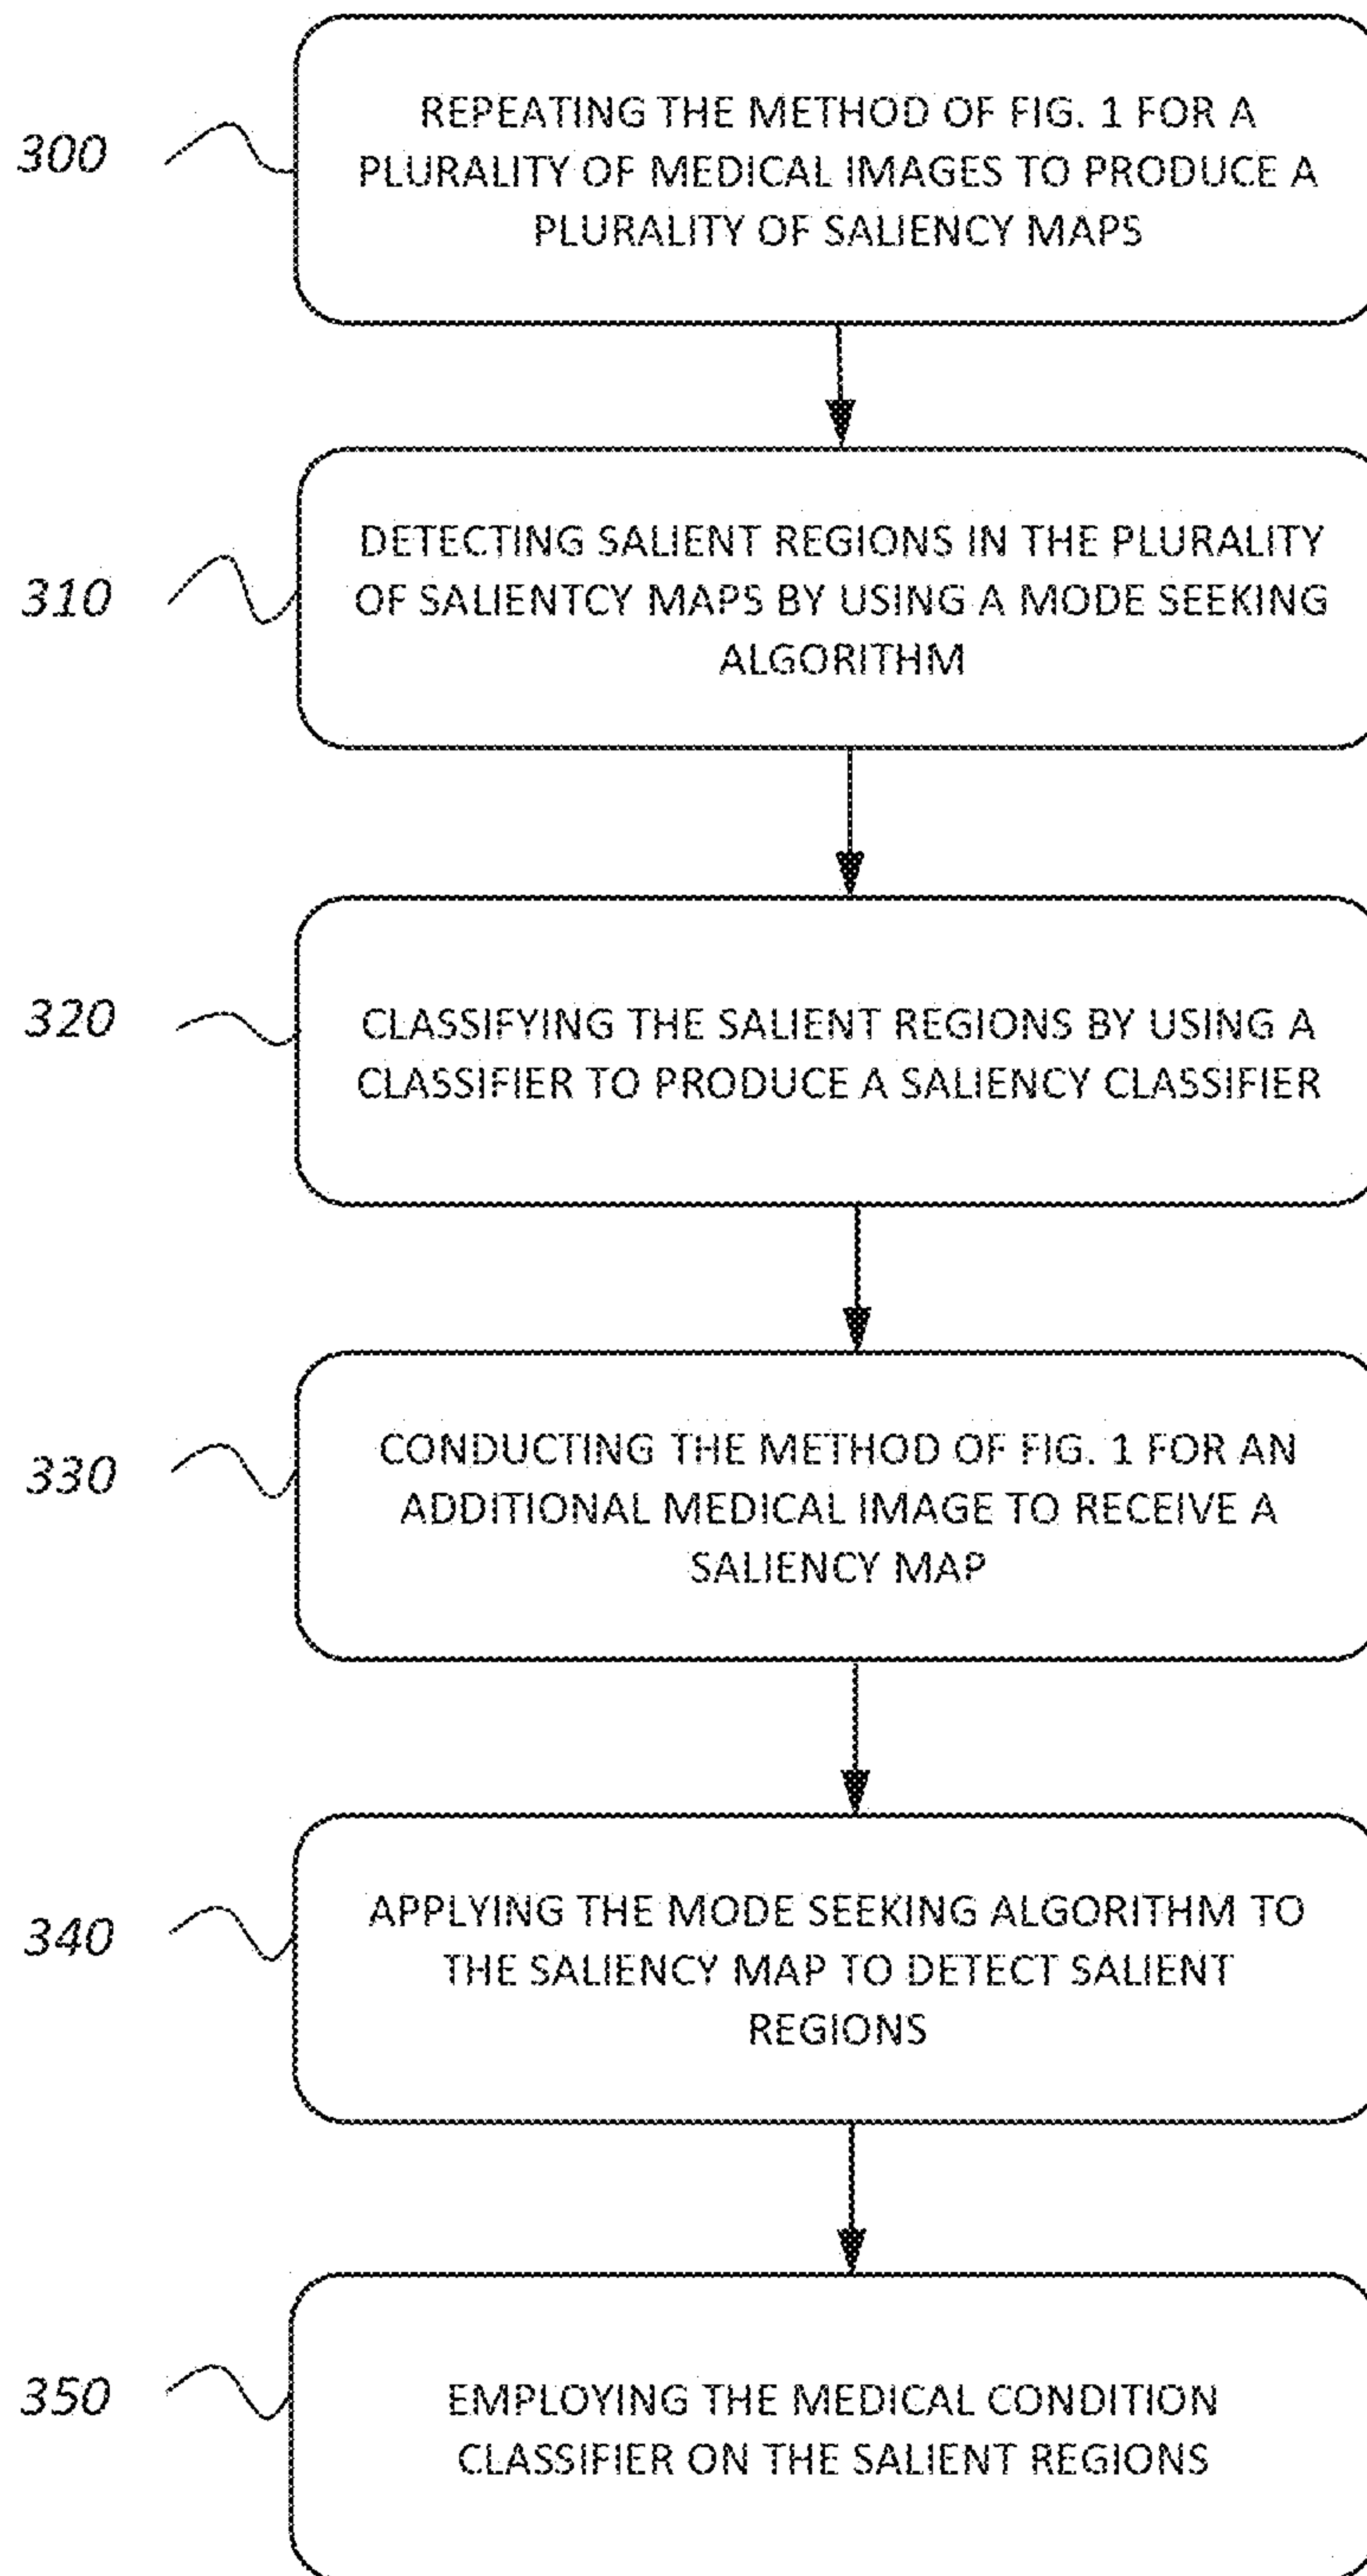 300
REPEATING THE METHOD OF FIG. 1 FOR A
PLURALITY OF MEDICAL IMAGES TO PRODUCE A
PLURALITY OF SALIENCY MAPS
310
DETECTING SALIENT REGIONS IN THE PLURALITY
OF SALIENTCY MAPS BY USING A MODE SEEKING
ALGORITHM
320
CLASSIFYING THE SALIENT REGIONS BY USING A
CLASSIFIER TO PRODUCE A SALIENCY CLASSIFIER
330
CONDUCTING THE METHOD OF FIG. 1 FOR AN
ADDITIONAL MEDICAL IMAGE TO RECEIVE A
SALIENCY MAP
340
APPLYING THE MODE SEEKING ALGORITHM TO
THE SALIENCY MAP TO DETECT SALIENT
REGIONS
350
EMPLOYING THE MEDICAL CONDITION
CLASSIFIER ON THE SALIENT REGIONS